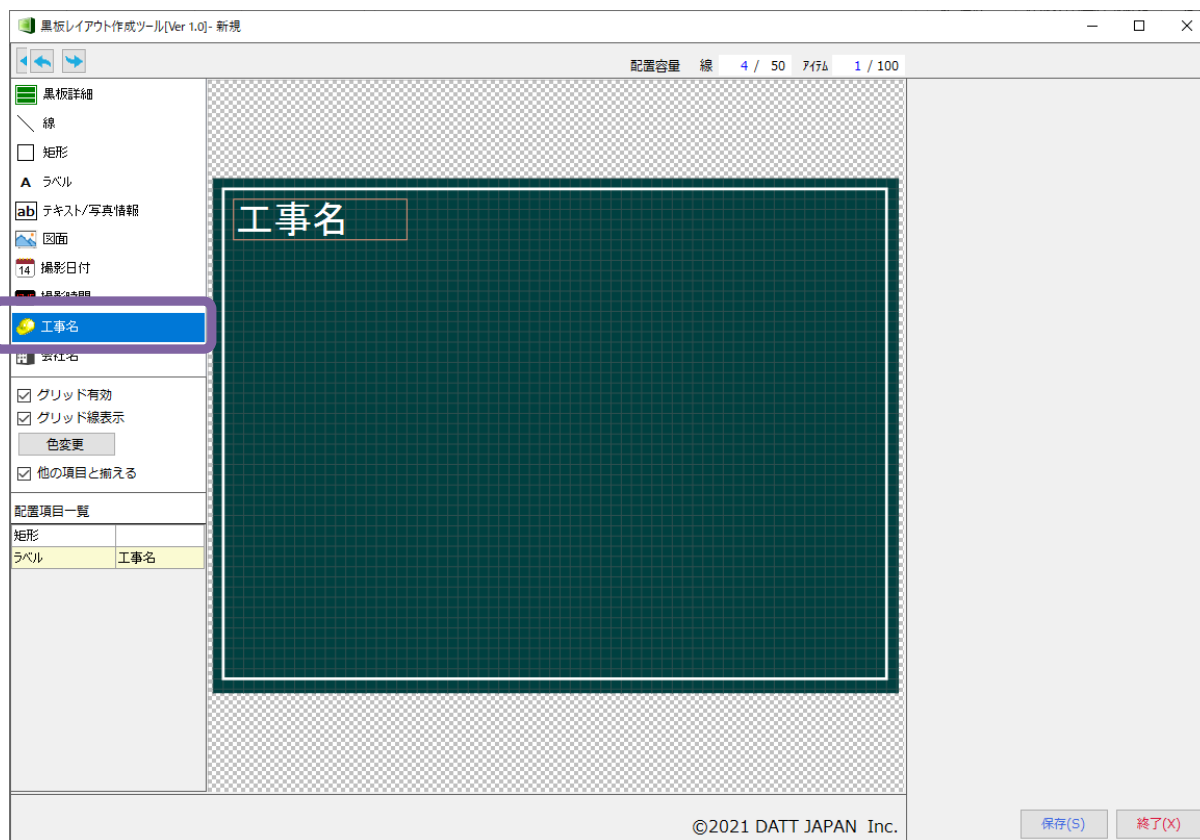 黒板レイアウト作成ツール[Ver 1.0]- 新規
配置容量 線 4 / 50 ｱｲﾃﾑ 1 / 100
黒板詳細
線
矩形
A ラベル
ab テキスト/写真情報
図面
14 撮影日付
撮影時間
工事名
会社名
グリッド有効
グリッド線表示
色変更
他の項目と揃える
配置項目一覧
矩形
ラベル 工事名
工事名
©2021 DATT JAPAN Inc.
保存(S) 終了(X)